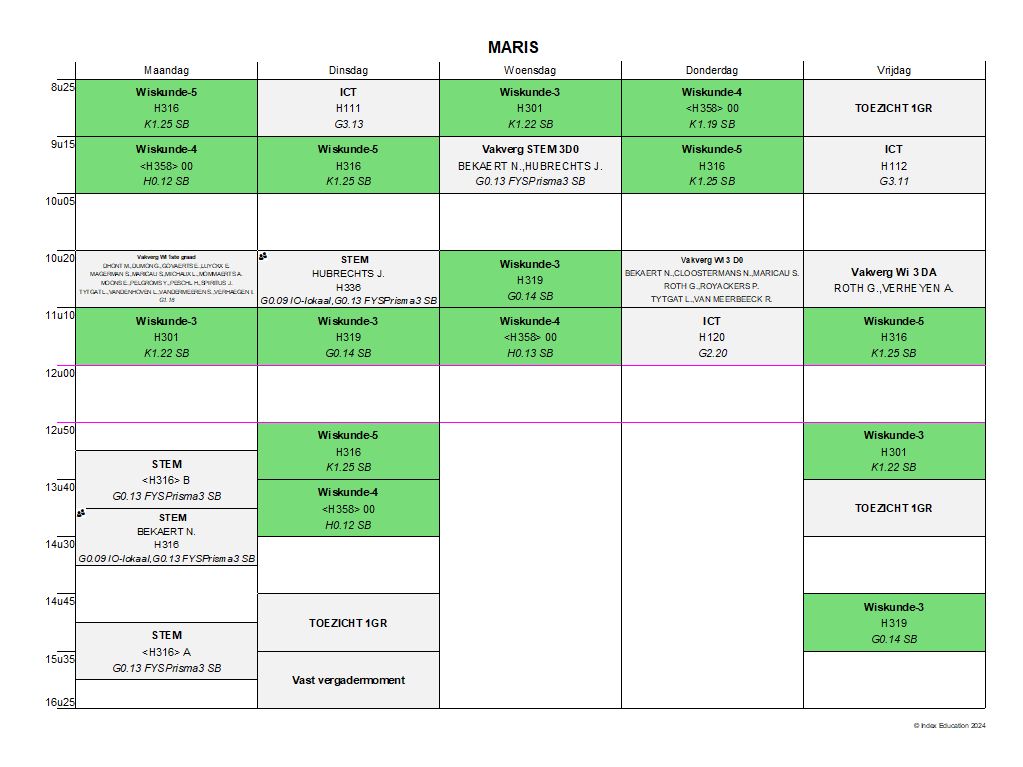 MARIS
Maandag
Dinsdag
Woensdag
Donderdag
Vrijdag
8u25
Wiskunde-5
H316
K1.25 SB
ICT
H111
G3.13
Wiskunde-3
H301
K1.22 SB
Wiskunde-4
<H358> 00
K1.19 SB
TOEZICHT 1GR
9u15
Wiskunde-4
<H358> 00
H0.12 SB
Wiskunde-5
H316
K1.25 SB
Vakverg STEM 3D0
BEKAERT N.,HUBRECHTS J.
G0.13 FYSPrisma3 SB
Wiskunde-5
H316
K1.25 SB
ICT
H112
G3.11
10u05
10u20
Vakverg WI 1ste graad
DHONT M.,DUMON G.,GOVAERTS E.,LUYCKX E.
MAGERMAN S.,MARICAU S.,MICHAUX L.,MOMMAERTS A.
MOONS E.,PELGROMS Y.,PESCHL H.,SPIRITUS J.
TYTGAT L.,VANDENHOVEN L.,VANDERMEEREN S.,VERHAEGEN I.
G1.18
STEM
HUBRECHTS J.
H336
G0.09 IO-lokaal,G0.13 FYSPrisma3 SB
Wiskunde-3
H319
G0.14 SB
Vakverg WI 3 D0
BEKAERT N.,CLOOSTERMANS N.,MARICAU S.
ROTH G.,ROYACKERS P.
TYTGAT L.,VAN MEERBEECK R.
Vakverg Wi 3 DA
ROTH G.,VERHEYEN A.
11u10
Wiskunde-3
H301
K1.22 SB
Wiskunde-3
H319
G0.14 SB
Wiskunde-4
<H358> 00
H0.13 SB
ICT
H120
G2.20
Wiskunde-5
H316
K1.25 SB
12u00
12u50
Wiskunde-5
H316
K1.25 SB
Wiskunde-3
H301
K1.22 SB
STEM
<H316> B
G0.13 FYSPrisma3 SB
13u40
Wiskunde-4
<H358> 00
H0.12 SB
TOEZICHT 1GR
STEM
BEKAERT N.
H316
G0.09 IO-lokaal,G0.13 FYSPrisma3 SB
14u30
14u45
TOEZICHT 1GR
Wiskunde-3
H319
G0.14 SB
STEM
<H316> A
G0.13 FYSPrisma3 SB
15u35
Vast vergadermoment
16u25
© Index Education 2024